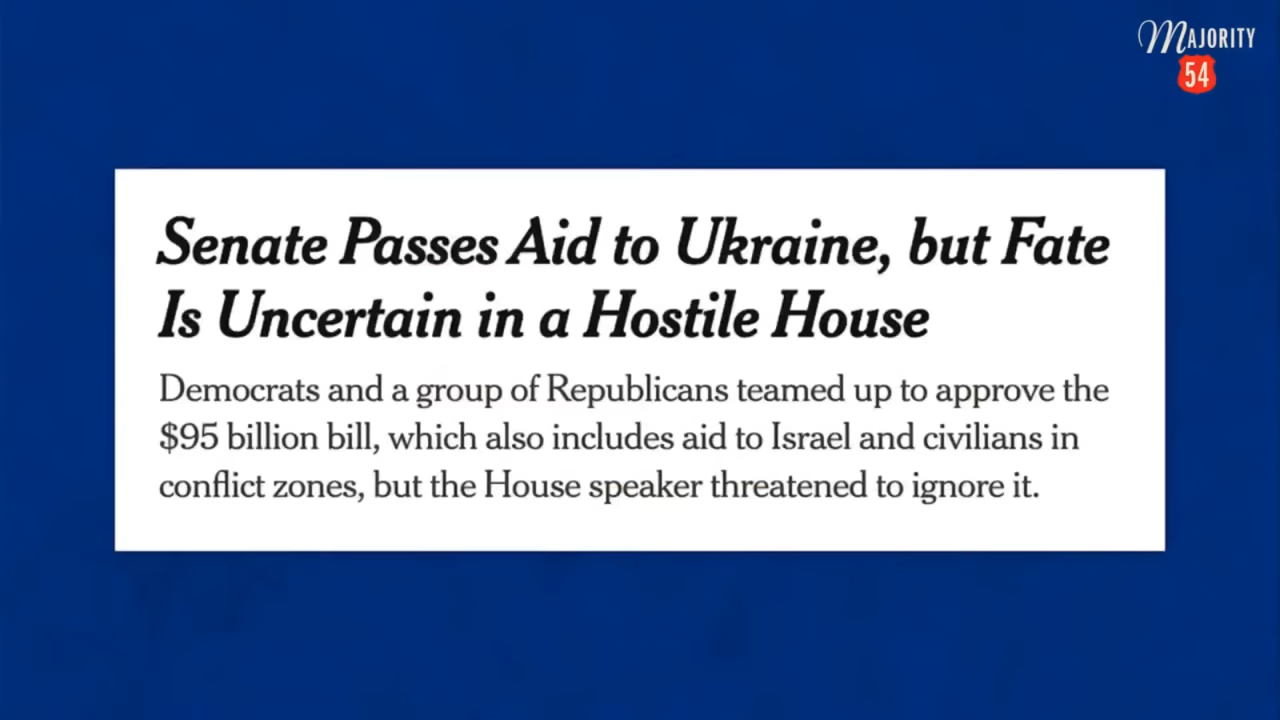 Majority
54
Senate Passes Aid to Ukraine, but Fate
Is Uncertain in a Hostile House
Democrats and a group of Republicans teamed up to approve the
$95 billion bill, which also includes aid to Israel and civilians in
conflict zones, but the House speaker threatened to ignore it.